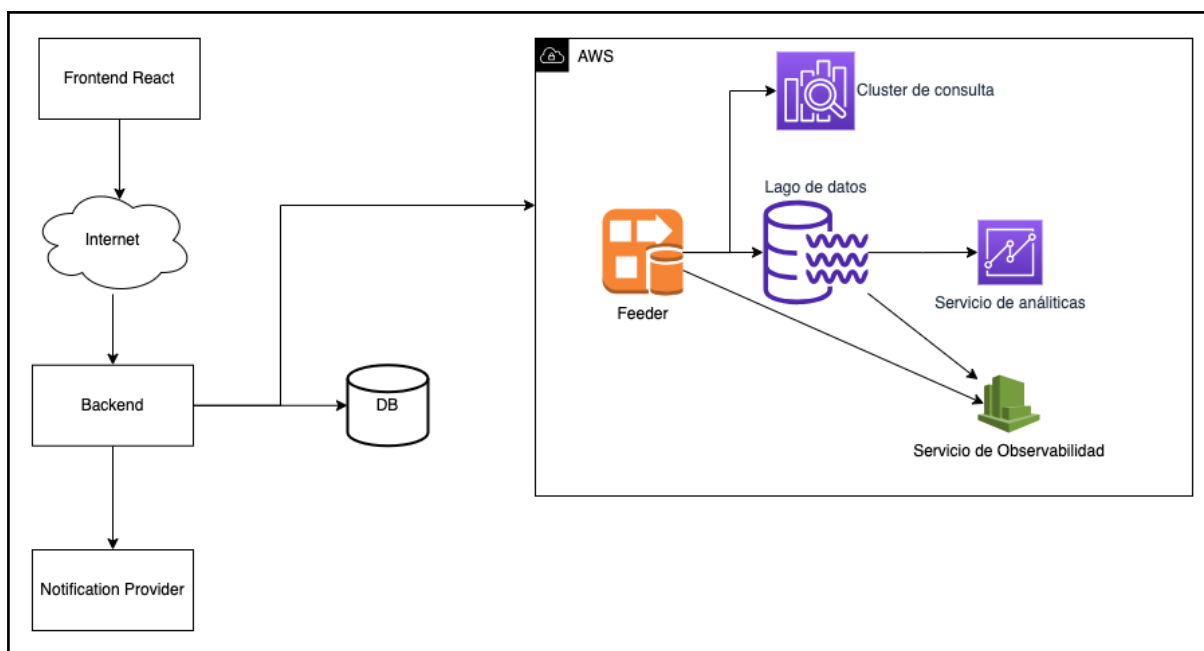 Frontend React
AWS
Cluster de consulta
Lago de datos
Internet
Feeder
Servicio de análiticas
Backend
DB
Servicio de Observabilidad
Notification Provider